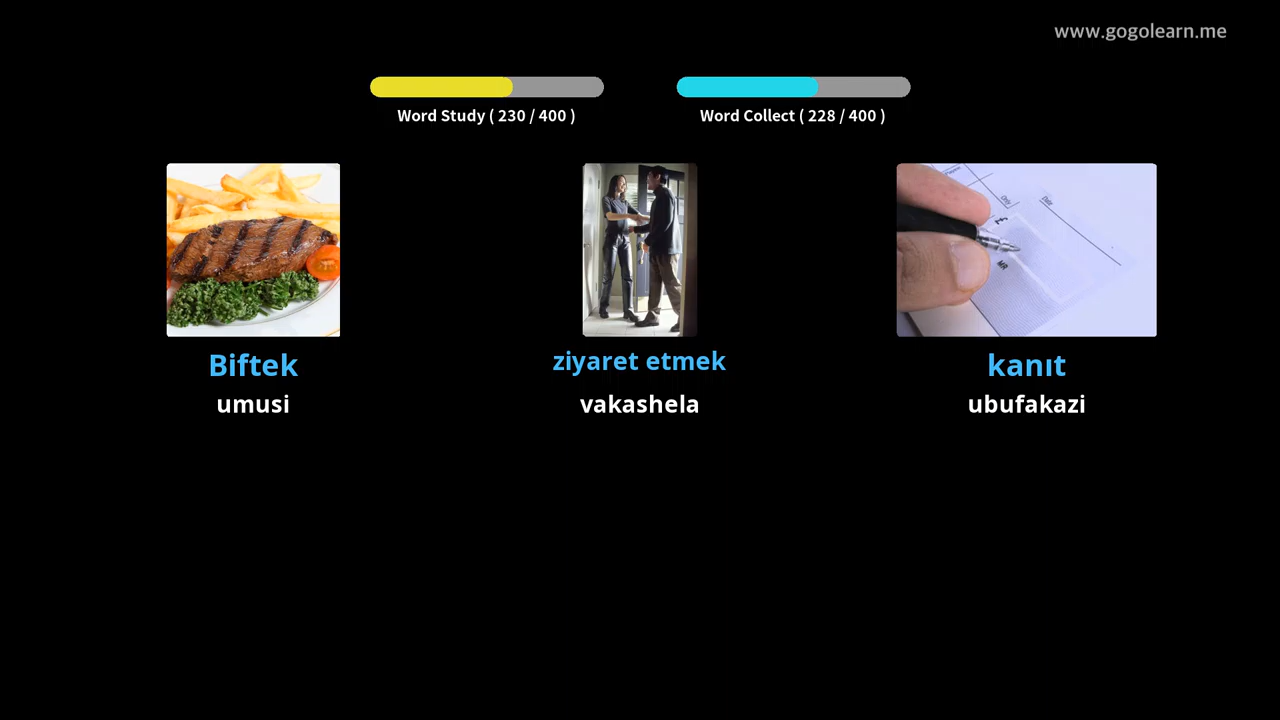 www.gogolearn.me
Word Study ( 230 / 400 )
Word Collect ( 228 / 400 )
Biftek
umusi
ziyaret etmek
vakashela
kanıt
ubufakazi